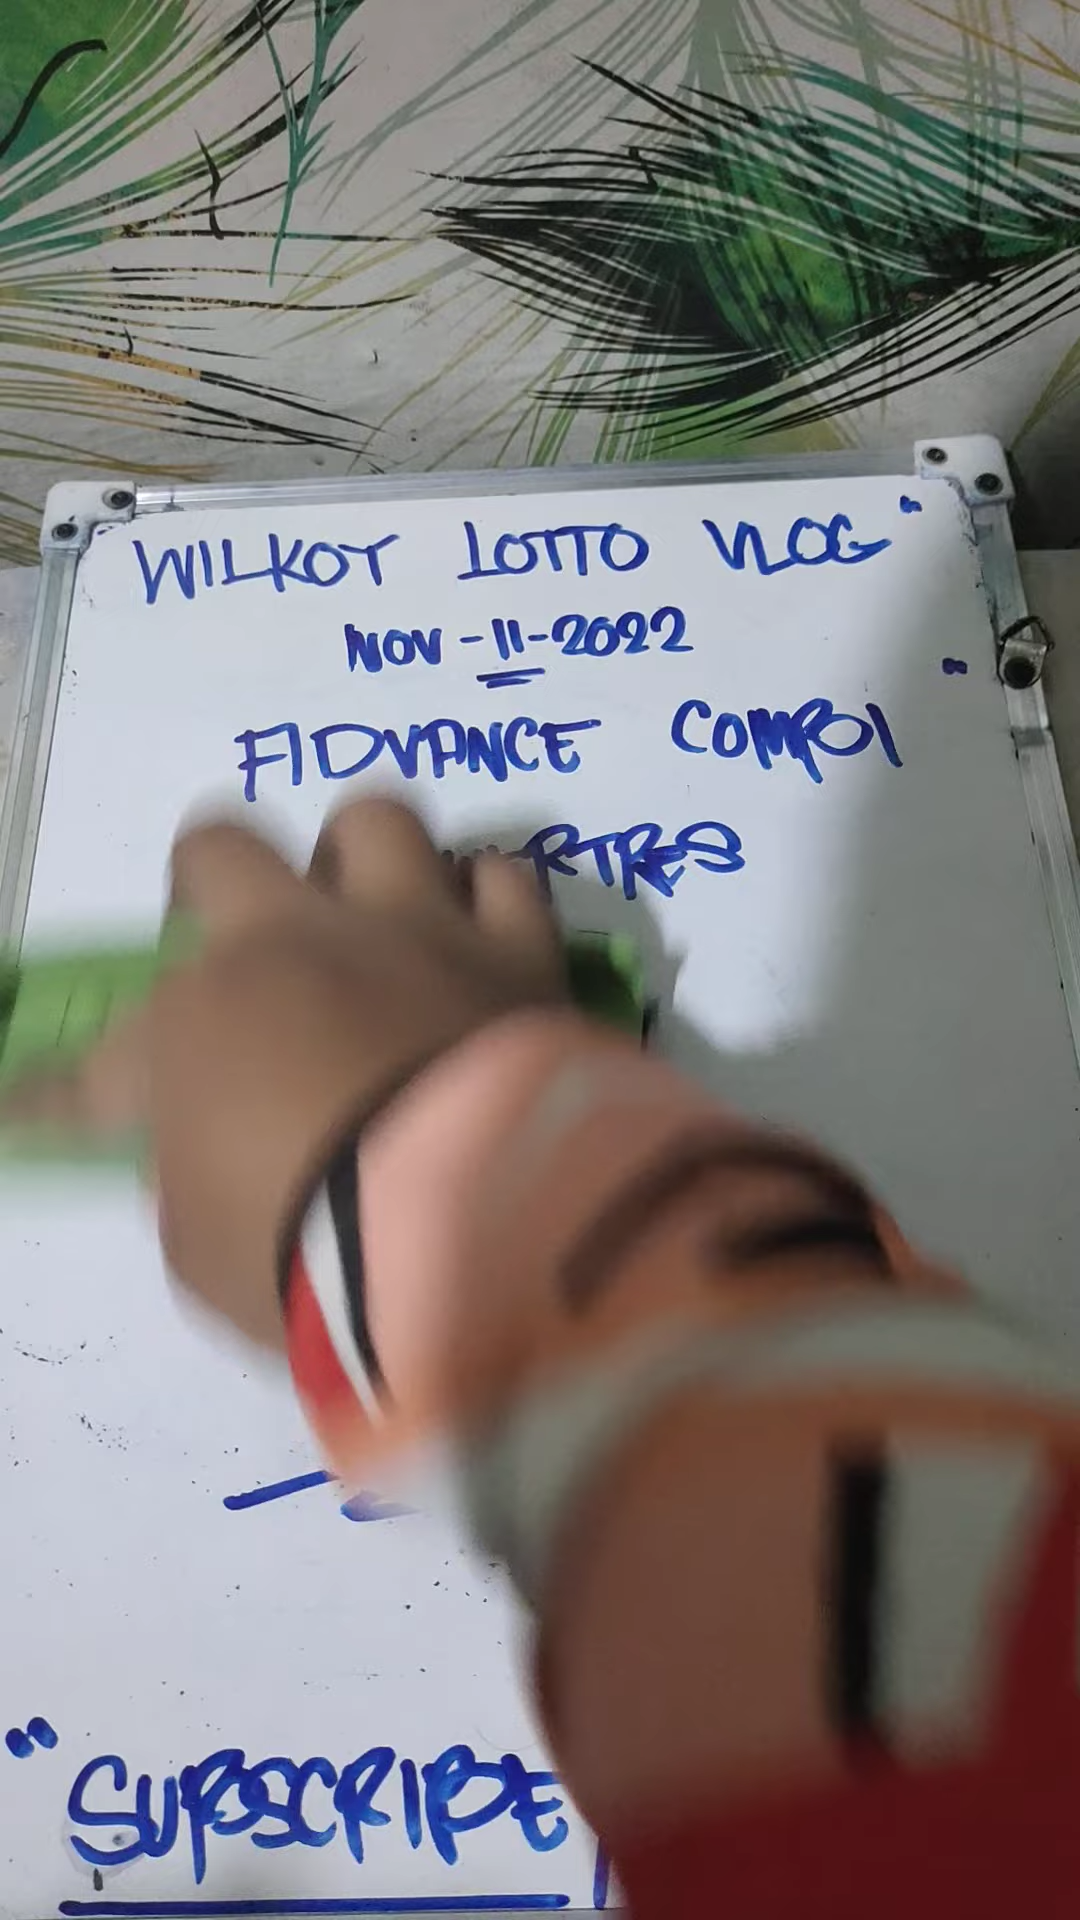 WILKOT LOTTO VLOG "
NOV-11-2022 "
ADVANCE COMBI
" SUBSCRIBE